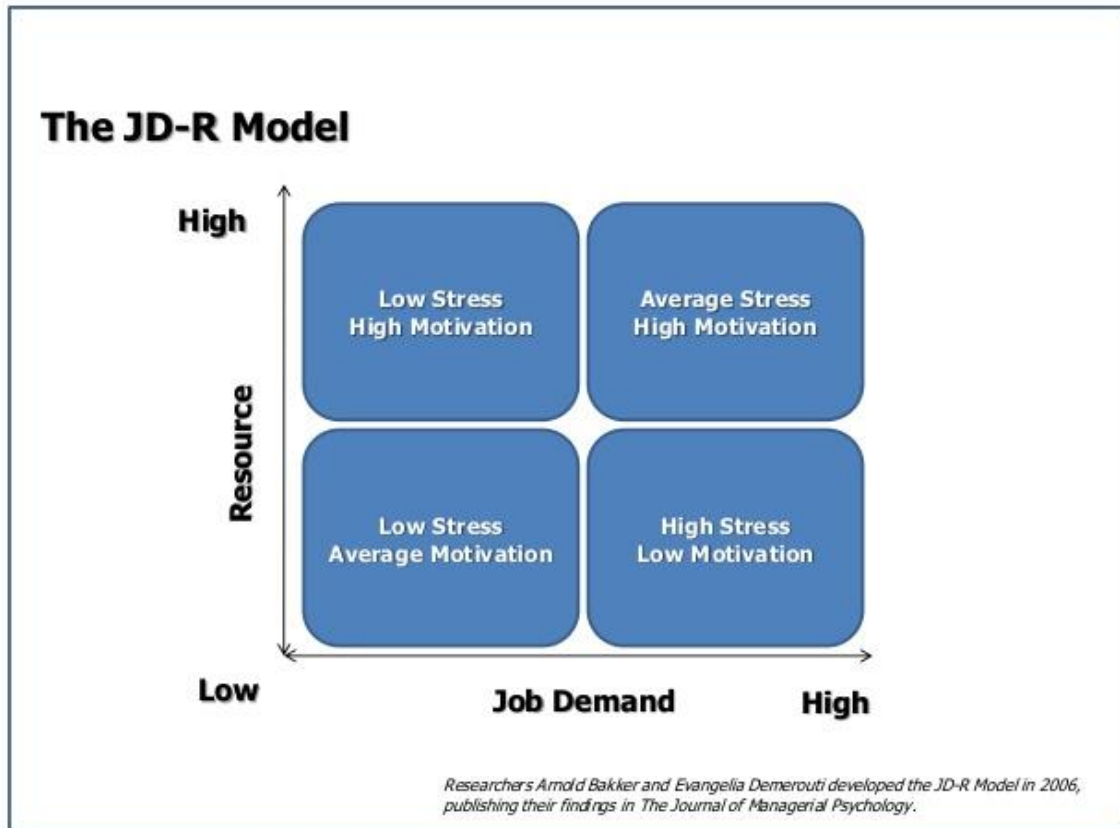 The JD-R Model
High
Low Stress
High Motivation
Average Stress
High Motivation
Resource
Low Stress
Average Motivation
High Stress
Low Motivation
Low
Job Demand
High
Researchers Arnold Bakker and Evangelia Demerouti developed the JD-R Model in 2006,
publishing their findings in The Journal of Managerial Psychology.